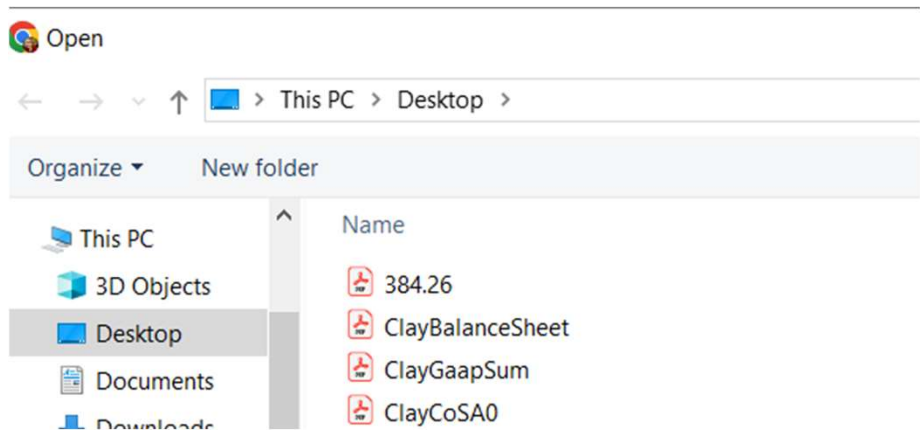 Open
This PC > Desktop >
Organize New folder
This PC
3D Objects
Desktop
Documents
Downloads
Name
384.26
ClayBalanceSheet
ClayGaapSum
ClayCoSA0